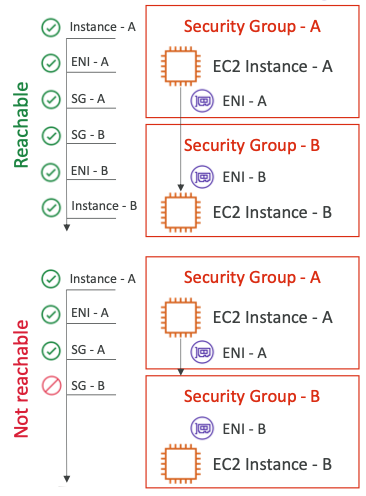 Reachable
Instance - A
ENI - A
SG - A
SG - B
ENI - B
Instance - B
Security Group - A
EC2 Instance - A
ENI - A
Security Group - B
ENI - B
EC2 Instance - B
Not reachable
Instance - A
ENI - A
SG - A
SG - B
Security Group - A
EC2 Instance - A
ENI - A
Security Group - B
ENI - B
EC2 Instance - B